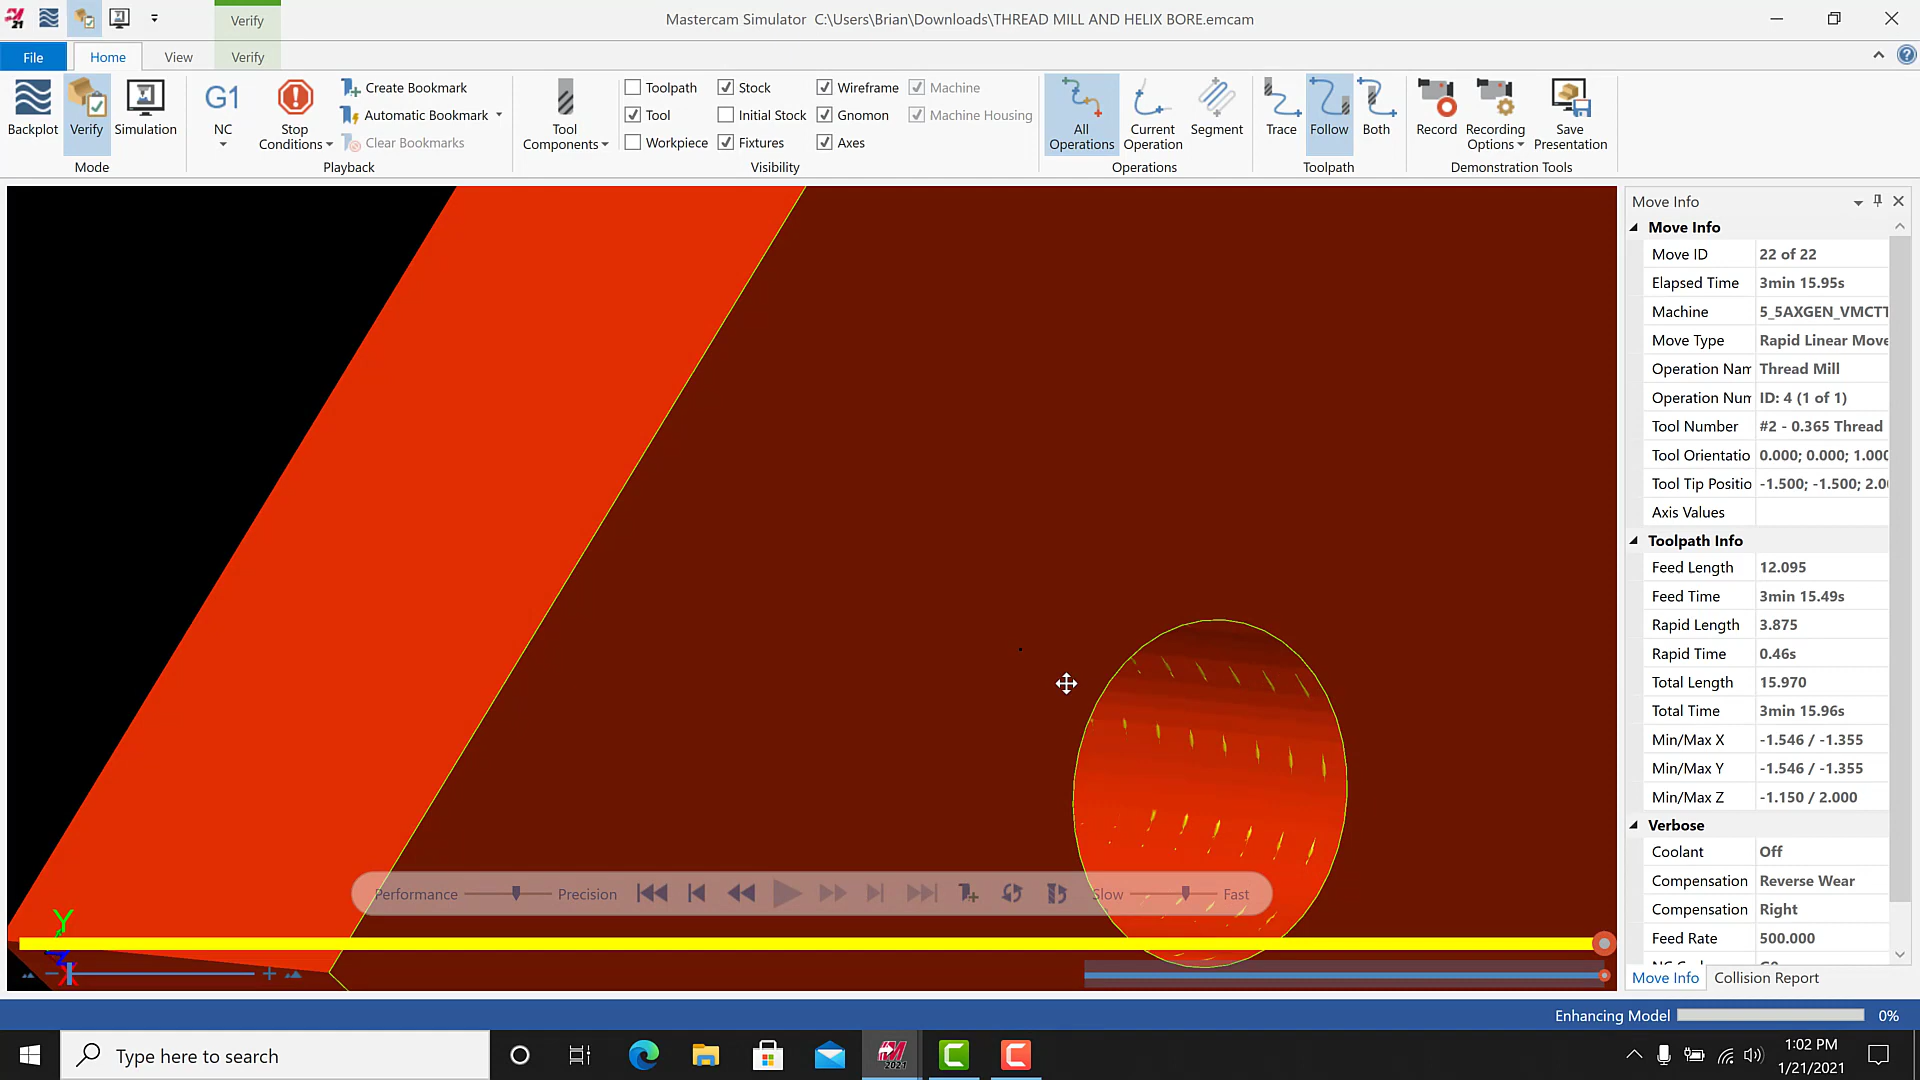 Verify
Mastercam Simulator C:\Users\Brian\Downloads\THREAD MILL AND HELIX BORE.emcam
File
Home
View
Verify
Backplot
Verify
Simulation
Mode
G1
NC
Stop
Conditions
Create Bookmark
Automatic Bookmark
Clear Bookmarks
Playback
Tool
Components
Toolpath
Tool
Workpiece
Stock
Initial Stock
Fixtures
Wireframe
Gnomon
Axes
Machine
Machine Housing
Visibility
All
Operations
Current
Operation
Segment
Operations
Trace
Follow
Both
Toolpath
Record
Recording
Options
Save
Presentation
Demonstration Tools
Move Info
Move Info
Move ID 22 of 22
Elapsed Time 3min 15.95s
Machine 5_5AXGEN_VMCTT
Move Type Rapid Linear Move
Operation Nam Thread Mill
Operation Num ID: 4 (1 of 1)
Tool Number #2 - 0.365 Thread
Tool Orientatio 0.000; 0.000; 1.000
Tool Tip Positio -1.500; -1.500; 2.0
Axis Values
Toolpath Info
Feed Length 12.095
Feed Time 3min 15.49s
Rapid Length 3.875
Rapid Time 0.46s
Total Length 15.970
Total Time 3min 15.96s
Min/Max X -1.546 / -1.355
Min/Max Y -1.546 / -1.355
Min/Max Z -1.150 / 2.000
Verbose
Coolant Off
Compensation Reverse Wear
Compensation Right
Feed Rate 500.000
Move Info
Collision Report
Performance
Precision
Slow
Fast
Y
Z
X
Enhancing Model 0%
Type here to search
2021
1:02 PM
1/21/2021